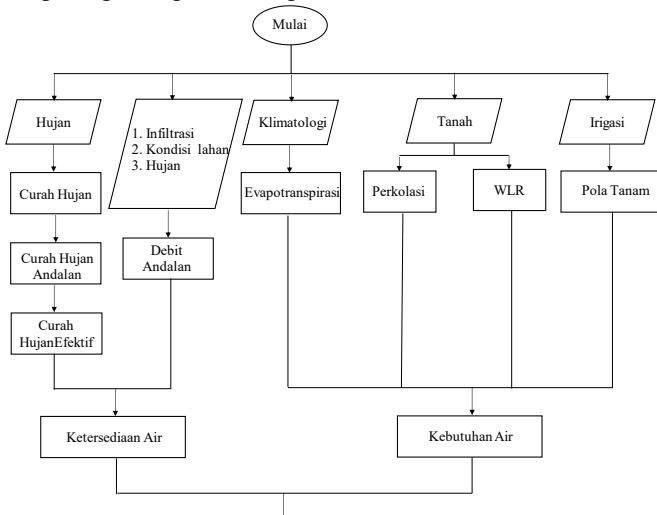 Mulai
Hujan
1. Infiltrasi
2. Kondisi lahan
3. Hujan
Klimatologi
Tanah
Irigasi
Curah Hujan
Evapotranspirasi
Perkolasi
WLR
Pola Tanam
Curah Hujan
Andalan
Debit
Andalan
Curah
HujanEfektif
Ketersediaan Air
Kebutuhan Air